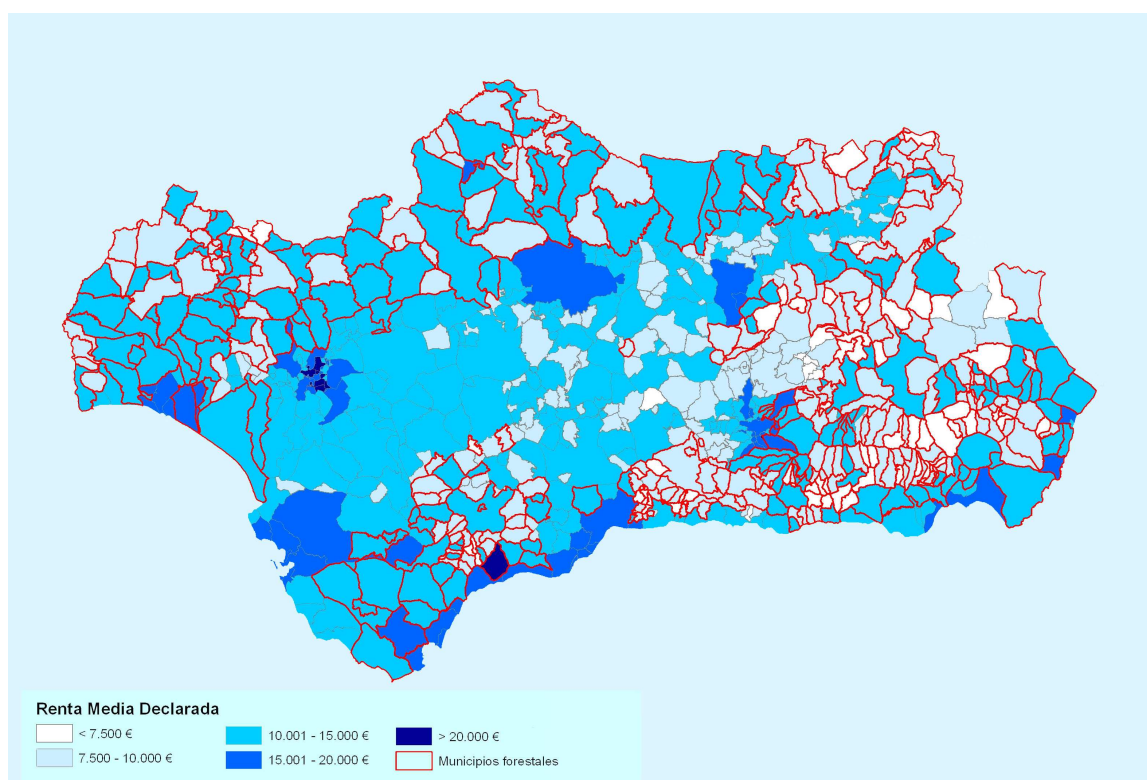 Renta Media Declarada
< 7.500 €
10.001 - 15.000 €
> 20.000 €
7.500 - 10.000 €
15.001 - 20.000 €
Municipios forestales